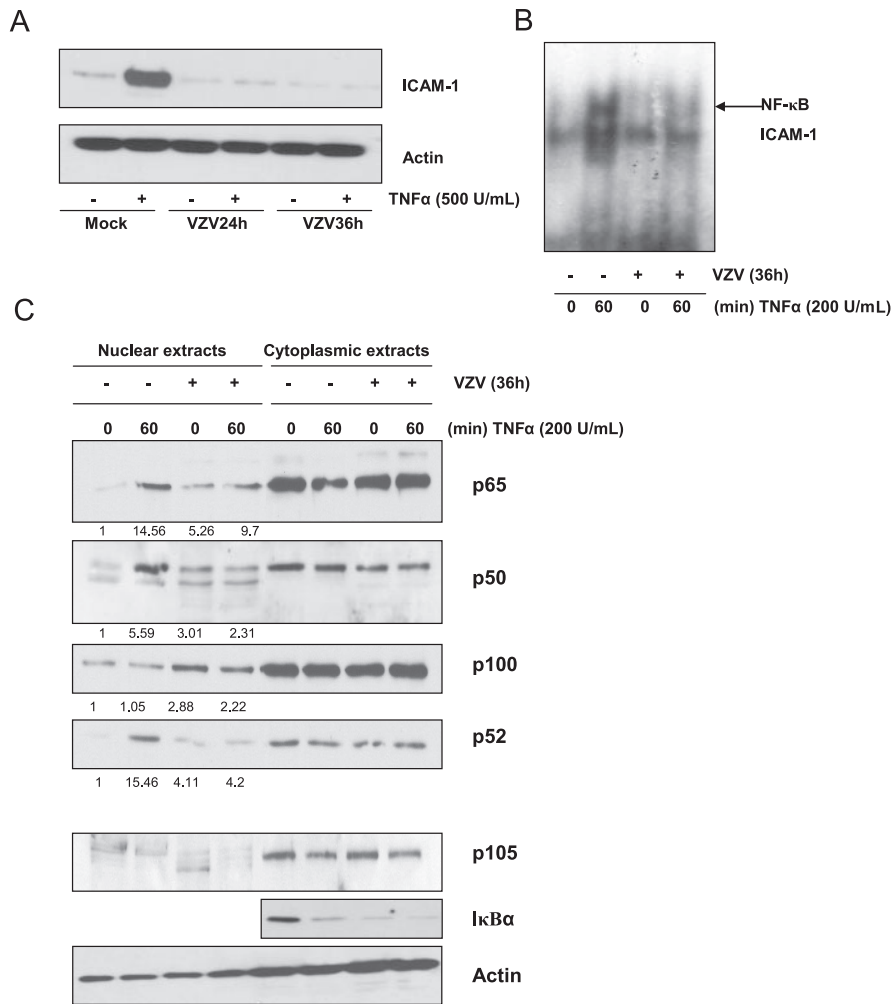 A
ICAM-1
Actin
- + - + - + TNFα (500 U/mL)
Mock VZV24h VZV36h
B
NF-κB
ICAM-1
- - + + VZV (36h)
0 60 0 60 (min) TNFα (200 U/mL)
C
Nuclear extracts Cytoplasmic extracts
- - + + - - + + VZV (36h)
0 60 0 60 0 60 0 60 (min) TNFα (200 U/mL)
p65
1 14.56 5.26 9.7
p50
1 5.59 3.01 2.31
p100
1 1.05 2.88 2.22
p52
1 15.46 4.11 4.2
p105
IκBα
Actin